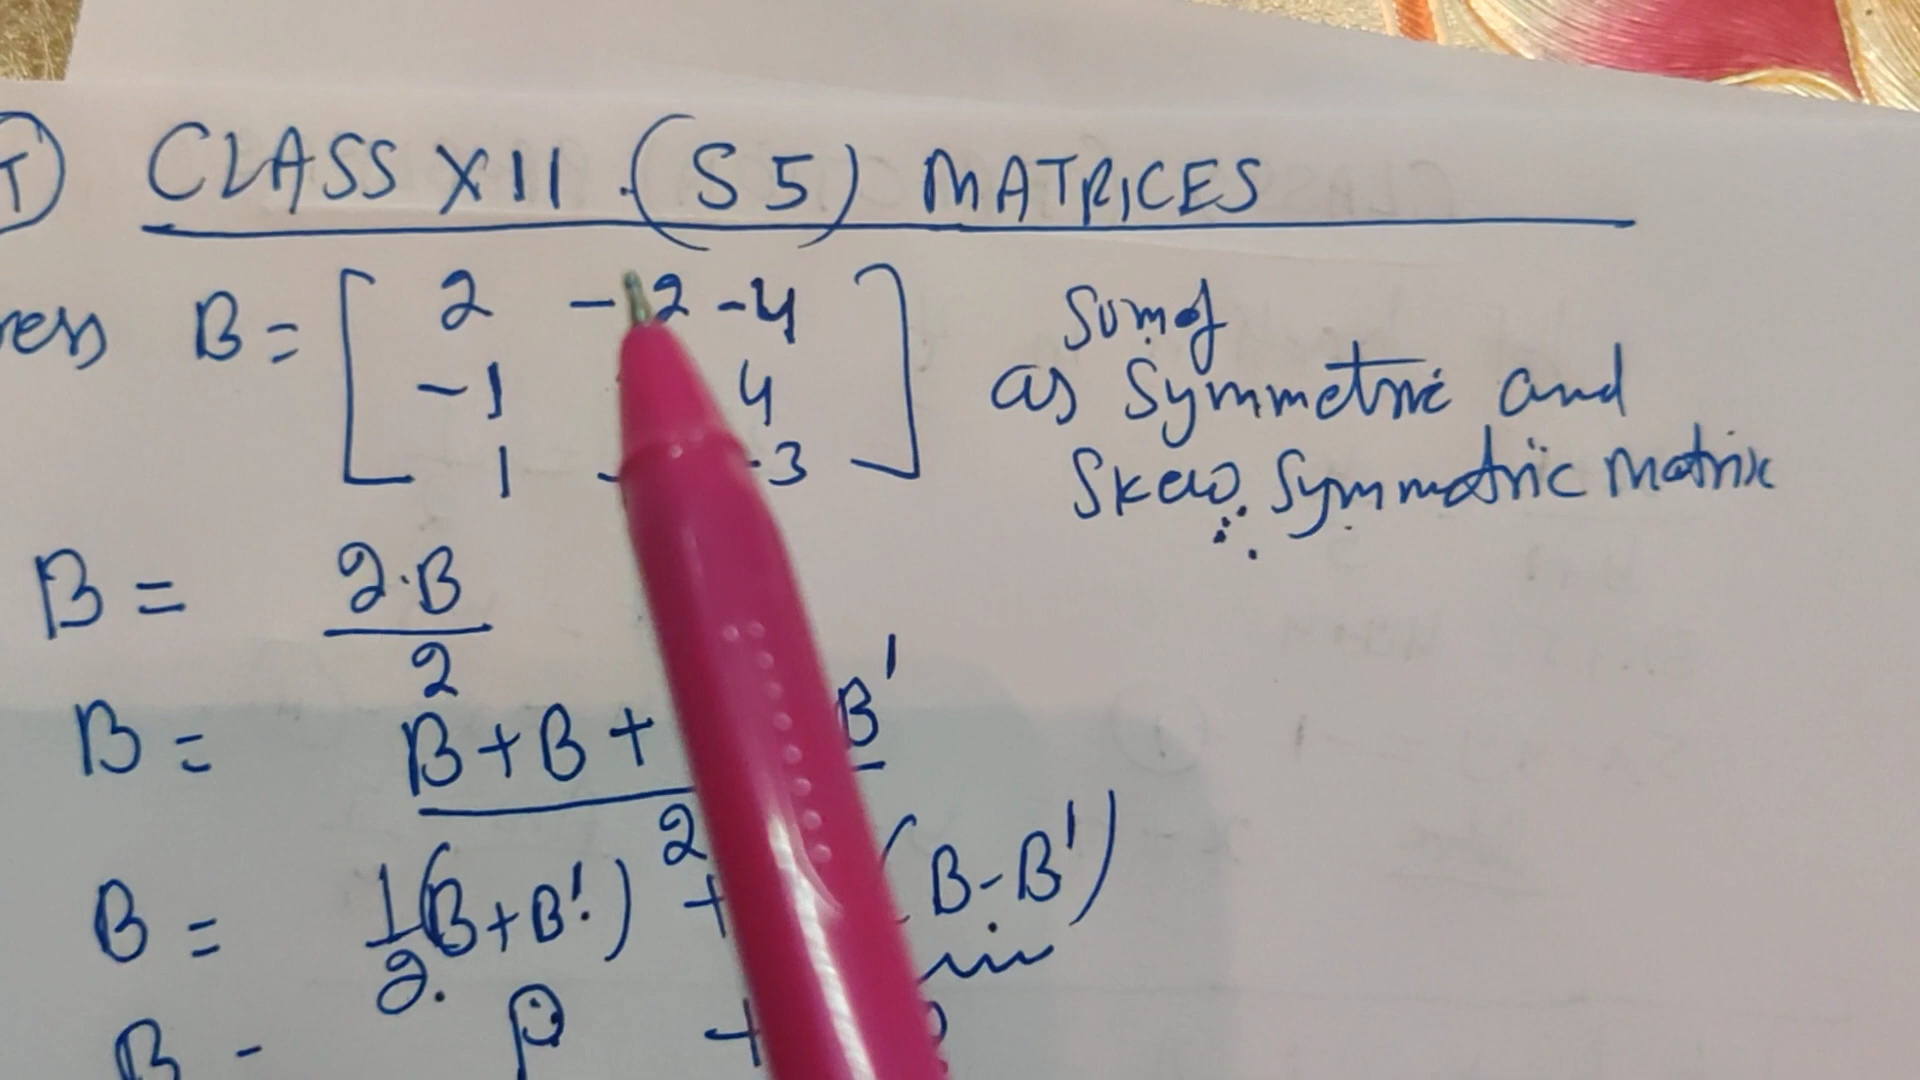 T CLASS XII. (S5) MATRICES
ress B = [ 2 -2 -4 sum of
-1 4 as Symmetric and
1 - -3 ] Skew Symmetric Matrix
B = 2·B
2
B = B+B+ B'
2
B = 1/2 (B+B') + (B-B')
B - P +